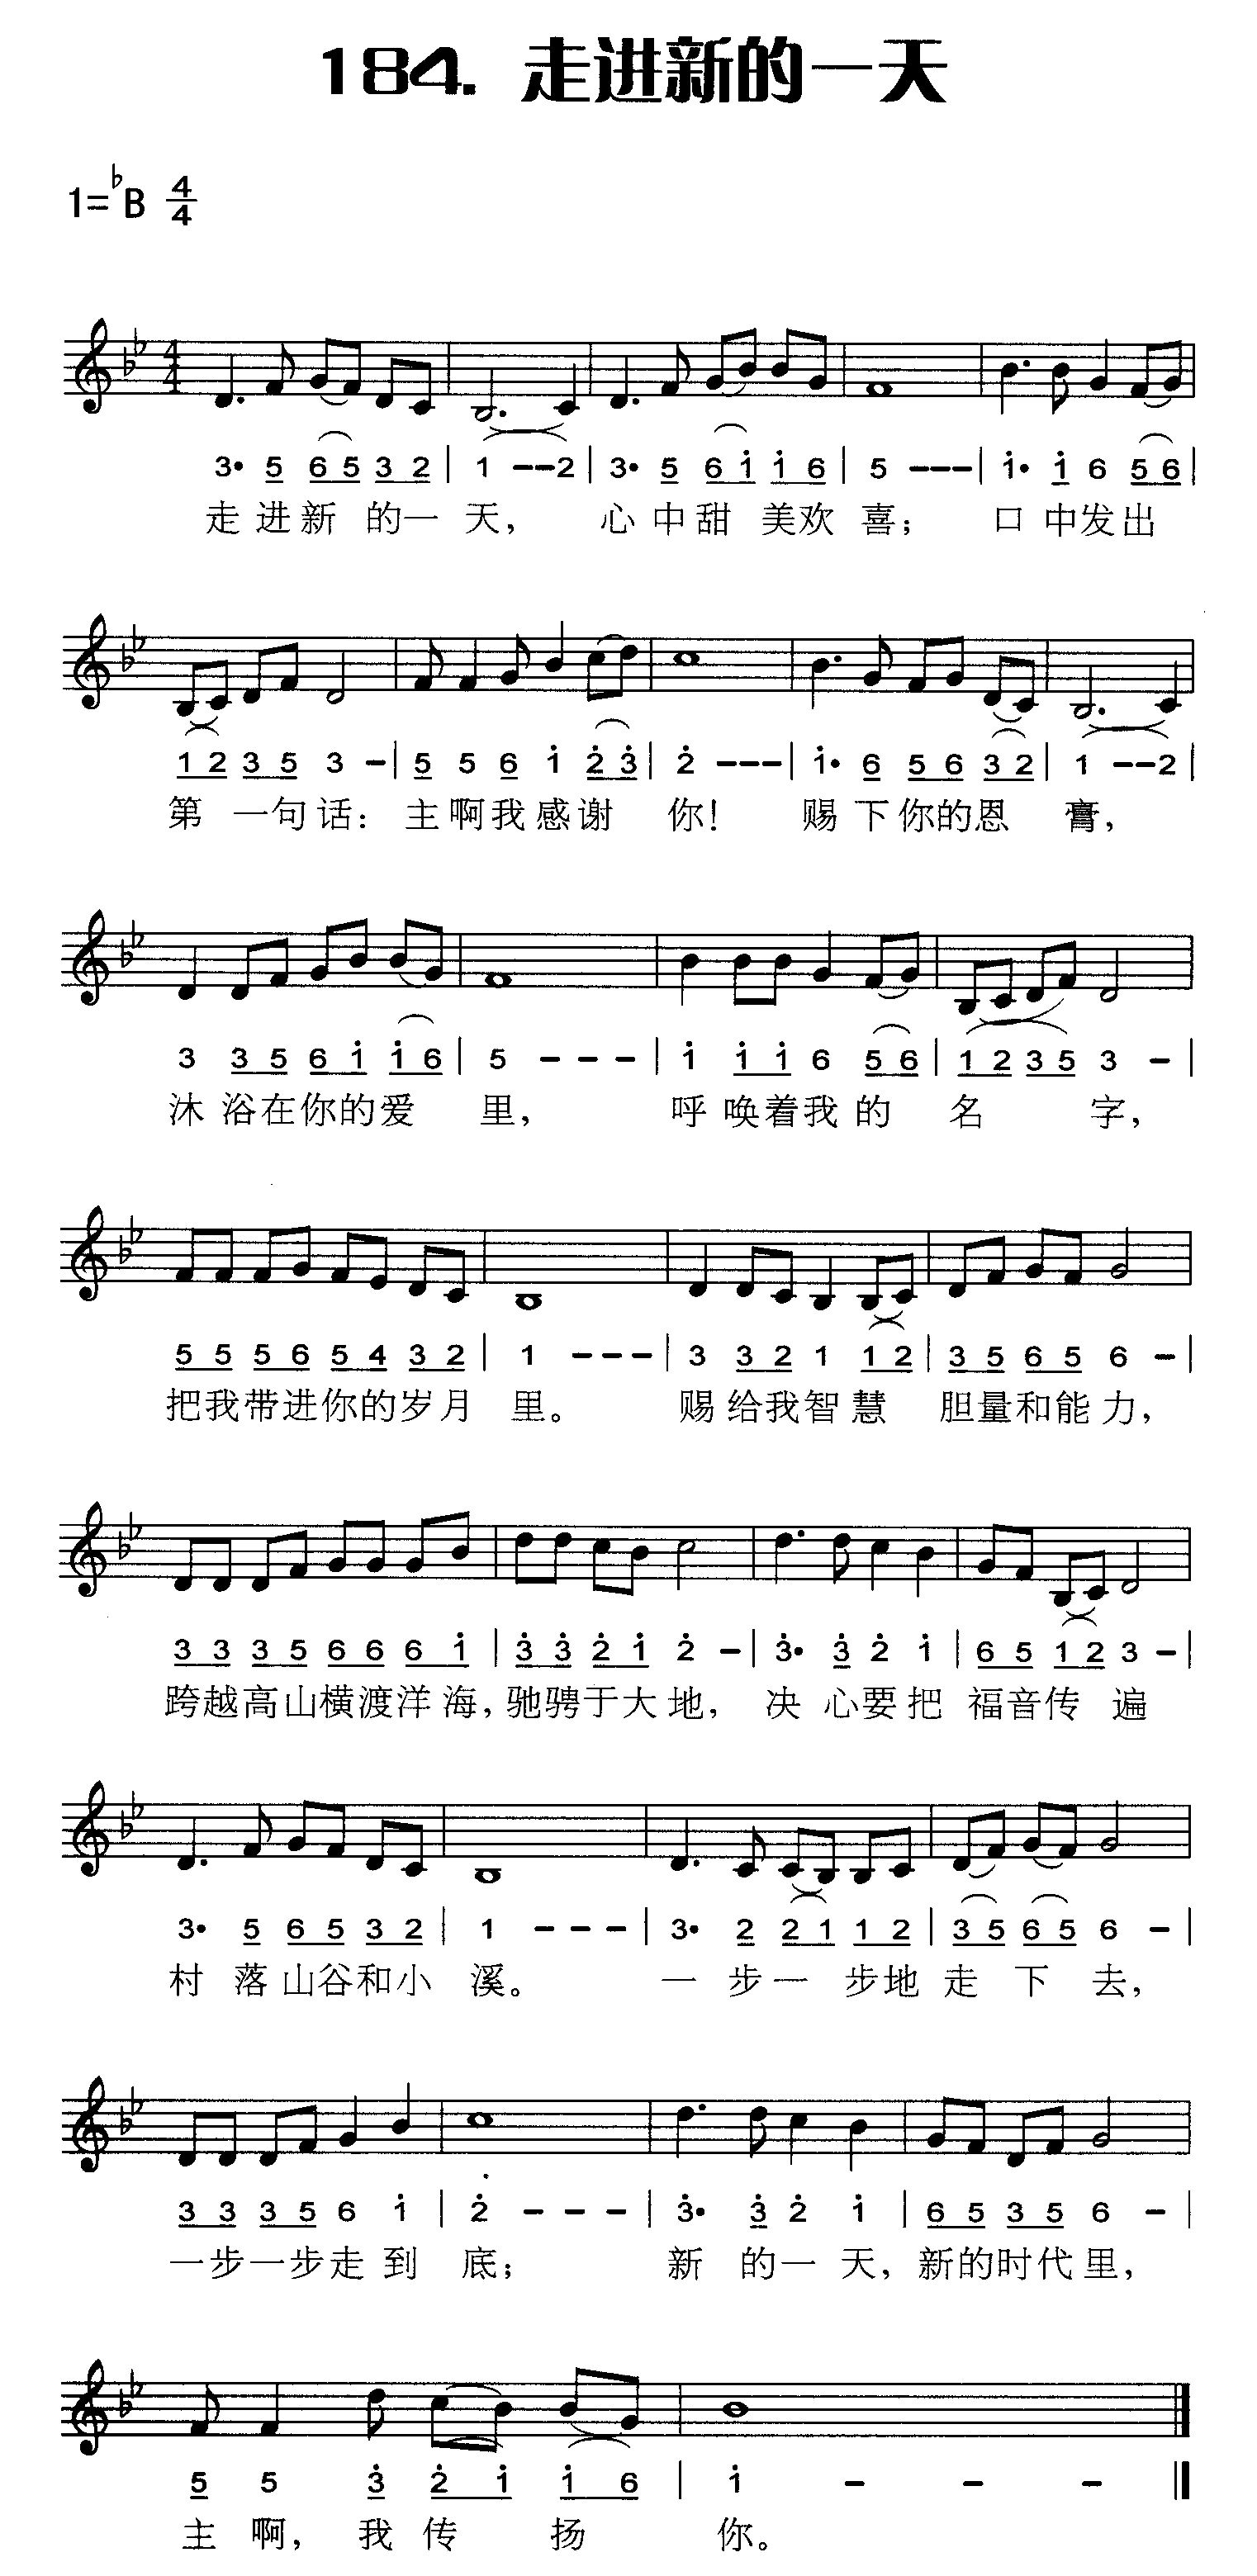 184. 走进新的一天
1=♭B 4/4
3• 5 6 5 3 2 | 1 --2 | 3• 5 6 i i 6 | 5 --- | i• i 6 5 6 |
走进新 的一 天， 心中甜 美欢 喜； 口中发出
1 2 3 5 3 - | 5 5 6 i 2̇ 3̇ | 2̇ --- | i• 6 5 6 3 2 | 1 --2 |
第 一句话： 主啊我感谢 你！ 赐下你的恩 膏，
3 3 5 6 i i 6 | 5 - - - | i i i 6 5 6 | 1 2 3 5 3 - |
沐浴在你的爱 里， 呼唤着我的 名 字，
5 5 5 6 5 4 3 2 | 1 --- | 3 3 2 1 1 2 | 3 5 6 5 6 - |
把我带进你的岁月 里。 赐给我智慧 胆量和能力，
3 3 3 5 6 6 6 i | 3̇ 3̇ 2̇ i 2̇ - | 3̇• 3̇ 2̇ i | 6 5 1 2 3 - |
跨越高山横渡洋海，驰骋于大地， 决心要把 福音传 遍
3• 5 6 5 3 2 | 1 - - - | 3• 2 2 1 1 2 | 3 5 6 5 6 - |
村落山谷和小 溪。 一步一 步地 走 下 去，
3 3 3 5 6 i | 2̇ - - - | 3̇• 3̇ 2̇ i | 6 5 3 5 6 - |
一步一步走到 底； 新的一天，新的时代里，
5 5 3̇ 2̇ i i 6 | i - - - ‖
主啊，我传 扬 你。